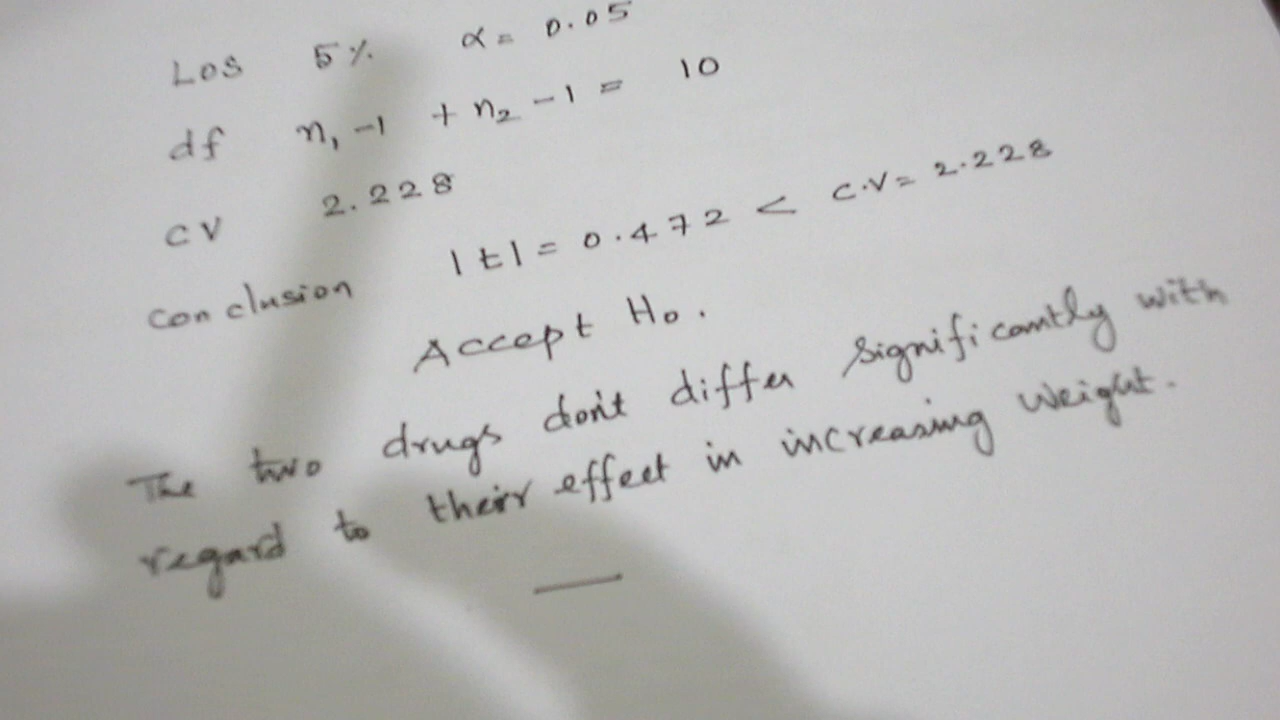 LOS 5% α = 0.05
df n₁ -1 + n₂ -1 = 10
CV 2.228
Conclusion |t| = 0.472 < C.V = 2.228
Accept H₀.
The two drugs don't differ significantly with
regard to their effect in increasing weight.